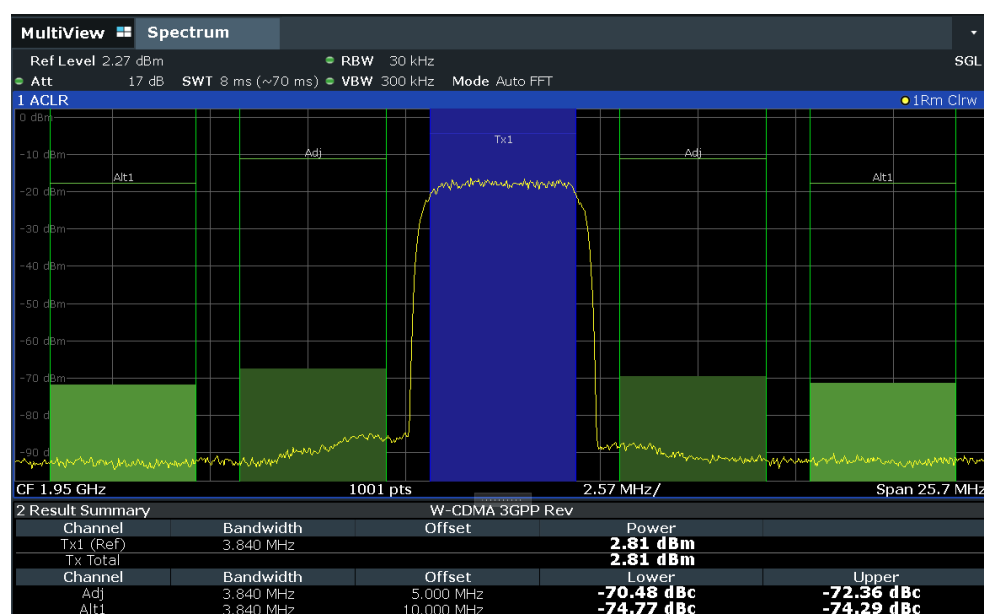 MultiView Spectrum
Ref Level 2.27 dBm RBW 30 kHz SGL
Att 17 dB SWT 8 ms (~70 ms) VBW 300 kHz Mode Auto FFT
1 ACLR 1Rm Clrw
0 dBm
Tx1
-10 dBm Adj Adj
Alt1 Alt1
-20 dBm
-30 dBm
-40 dBm
-50 dBm
-60 dBm
-70 dBm
-80 d
-90 d
CF 1.95 GHz 1001 pts 2.57 MHz/ Span 25.7 MHz
2 Result Summary W-CDMA 3GPP Rev
Channel Bandwidth Offset Power
Tx1 (Ref) 3.840 MHz 2.81 dBm
Tx Total 2.81 dBm
Channel Bandwidth Offset Lower Upper
Adj 3.840 MHz 5.000 MHz -70.48 dBc -72.36 dBc
Alt1 3.840 MHz 10.000 MHz -74.77 dBc -74.29 dBc